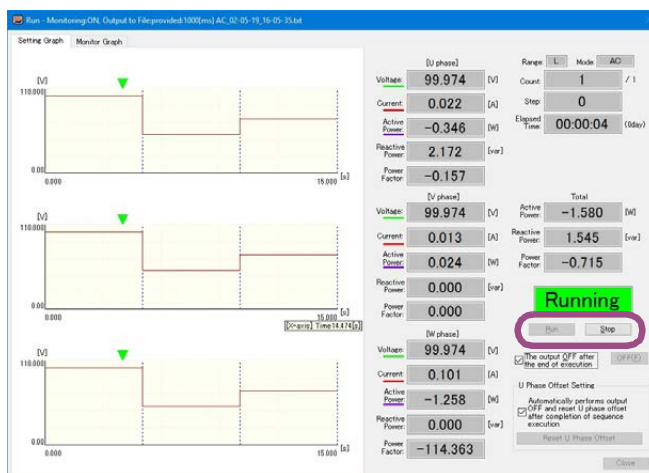 Run - Monitoring:ON, Output to File:provided:1000[ms] AC_02-05-19_16-05-35.txt
Setting Graph Monitor Graph
[V]
110.000
0.00
0.000 15.000 [s]
[V]
110.000
0.00
0.000 15.000 [s]
[X-axis] Time14.474[s]
[V]
110.000
0.00
0.000 15.000 [s]
[U phase]
Voltage: 99.974 [V]
Current: 0.022 [A]
Active Power: -0.346 [W]
Reactive Power: 2.172 [var]
Power Factor: -0.157
[V phase]
Voltage: 99.974 [V]
Current: 0.013 [A]
Active Power: 0.024 [W]
Reactive Power: 0.000 [var]
Power Factor: 0.000
[W phase]
Voltage: 99.974 [V]
Current: 0.101 [A]
Active Power: -1.258 [W]
Reactive Power: 0.000 [var]
Power Factor: -114.363
Range: L Mode: AC
Count: 1 / 1
Step: 0
Elapsed Time: 00:00:04 (0day)
Total
Active Power: -1.580 [W]
Reactive Power: 1.545 [var]
Power Factor: -0.715
Running
Run Stop
The output OFF after
the end of execution
OFF(F)
U Phase Offset Setting
Automatically performs output
OFF and reset U phase offset
after completion of sequence
execution
Reset U Phase Offset
Close